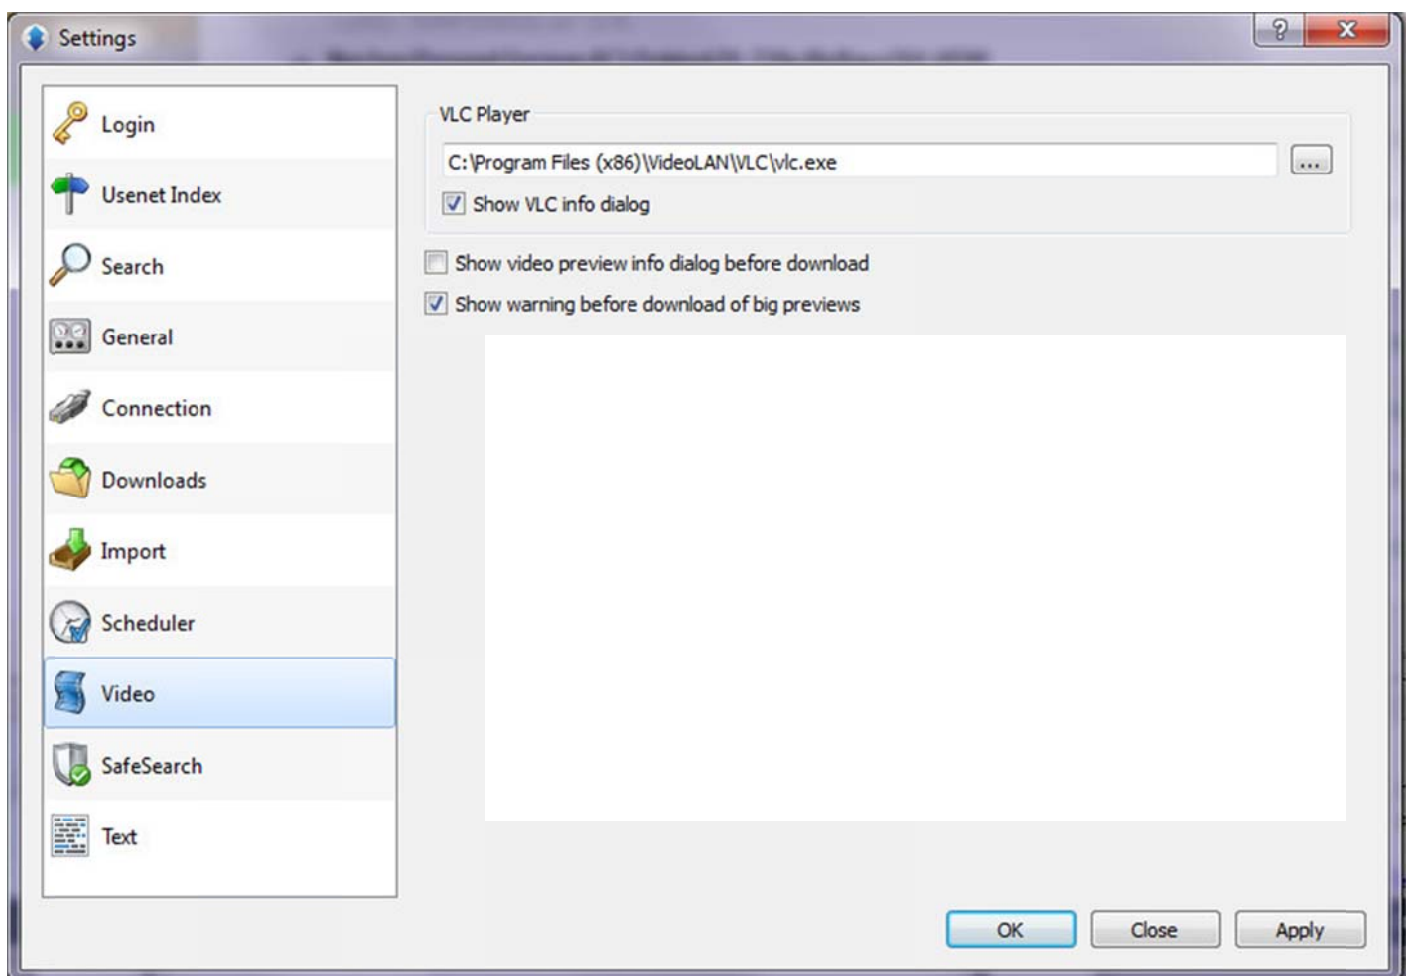 Settings
?
X
Login
Usenet Index
Search
General
Connection
Downloads
Import
Scheduler
Video
SafeSearch
Text
VLC Player
C:\Program Files (x86)\VideoLAN\VLC\vlc.exe
...
Show VLC info dialog
Show video preview info dialog before download
Show warning before download of big previews
OK
Close
Apply